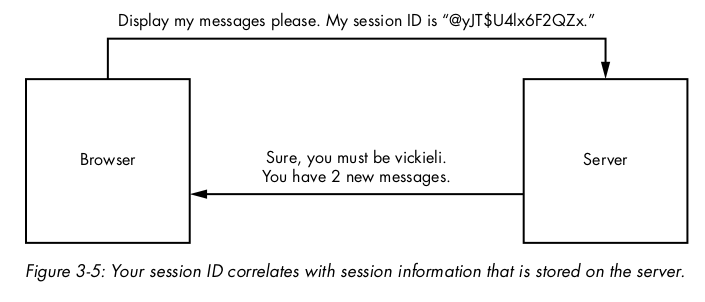 Display my messages please. My session ID is “@yJT$U4lx6F2QZx.”
Browser
Sure, you must be vickieli.
You have 2 new messages.
Server
Figure 3-5: Your session ID correlates with session information that is stored on the server.